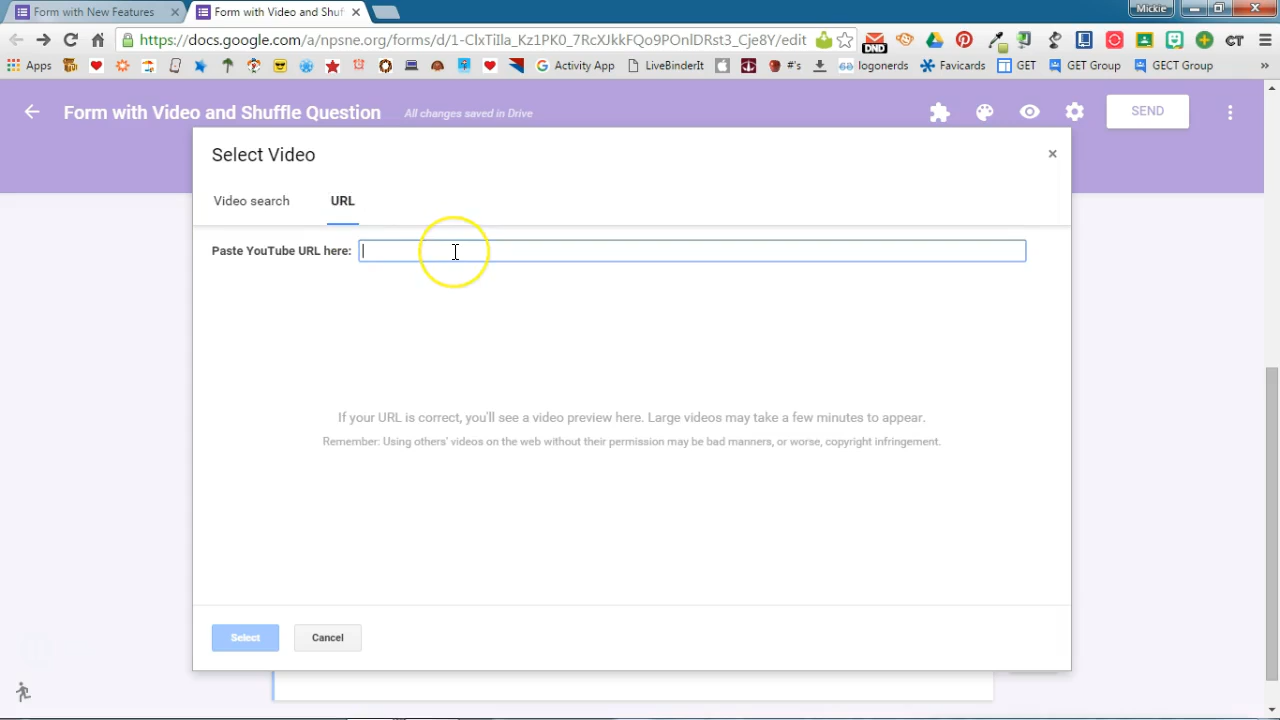 Form with New Features
Form with Video and Shuf
Mickie
https://docs.google.com/a/npsne.org/forms/d/1-ClxTilla_Kz1PK0_7RcXJkkFQo9POnlDRst3_Cje8Y/edit
DND
CT
Apps
Activity App
LiveBinderIt
#'s
logonerds
Favicards
GET
GET Group
GECT Group
»
Form with Video and Shuffle Question
All changes saved in Drive
SEND
Select Video
Video search
URL
Paste YouTube URL here:
If your URL is correct, you'll see a video preview here. Large videos may take a few minutes to appear.
Remember: Using others' videos on the web without their permission may be bad manners, or worse, copyright infringement.
Select
Cancel